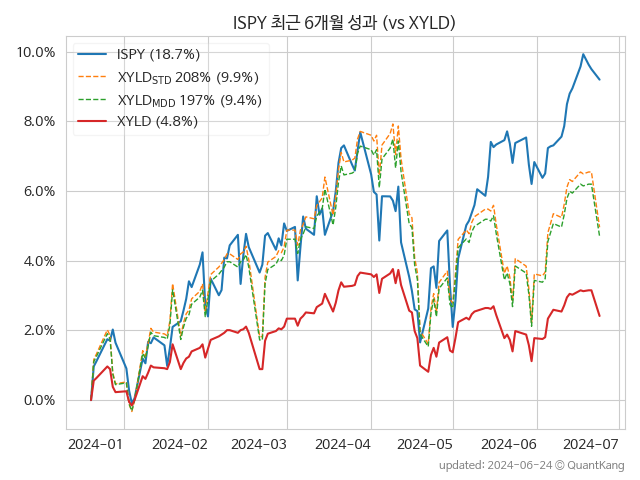 ISPY 최근 6개월 성과 (vs XYLD)
ISPY (18.7%)
XYLD_STD 208% (9.9%)
XYLD_MDD 197% (9.4%)
XYLD (4.8%)
10.0%
8.0%
6.0%
4.0%
2.0%
0.0%
2024-01 2024-02 2024-03 2024-04 2024-05 2024-06 2024-07
updated: 2024-06-24 © QuantKang